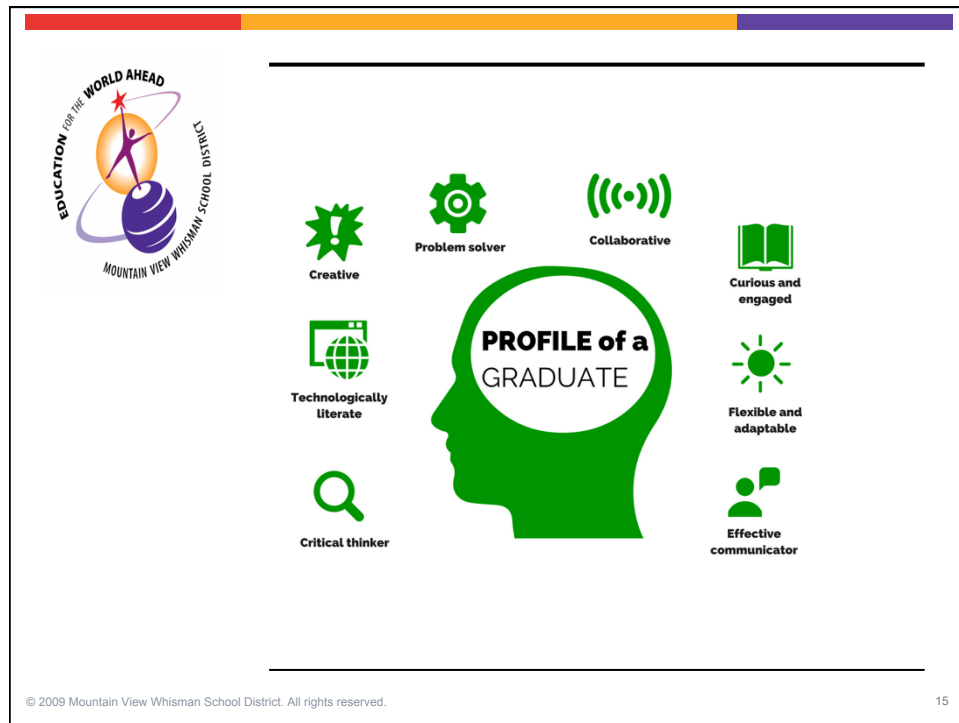 EDUCATION FOR THE WORLD AHEAD
MOUNTAIN VIEW WHISMAN SCHOOL DISTRICT
Creative
Problem solver
Collaborative
Curious and
engaged
PROFILE of a
GRADUATE
Technologically
literate
Flexible and
adaptable
Critical thinker
Effective
communicator
© 2009 Mountain View Whisman School District. All rights reserved.
15